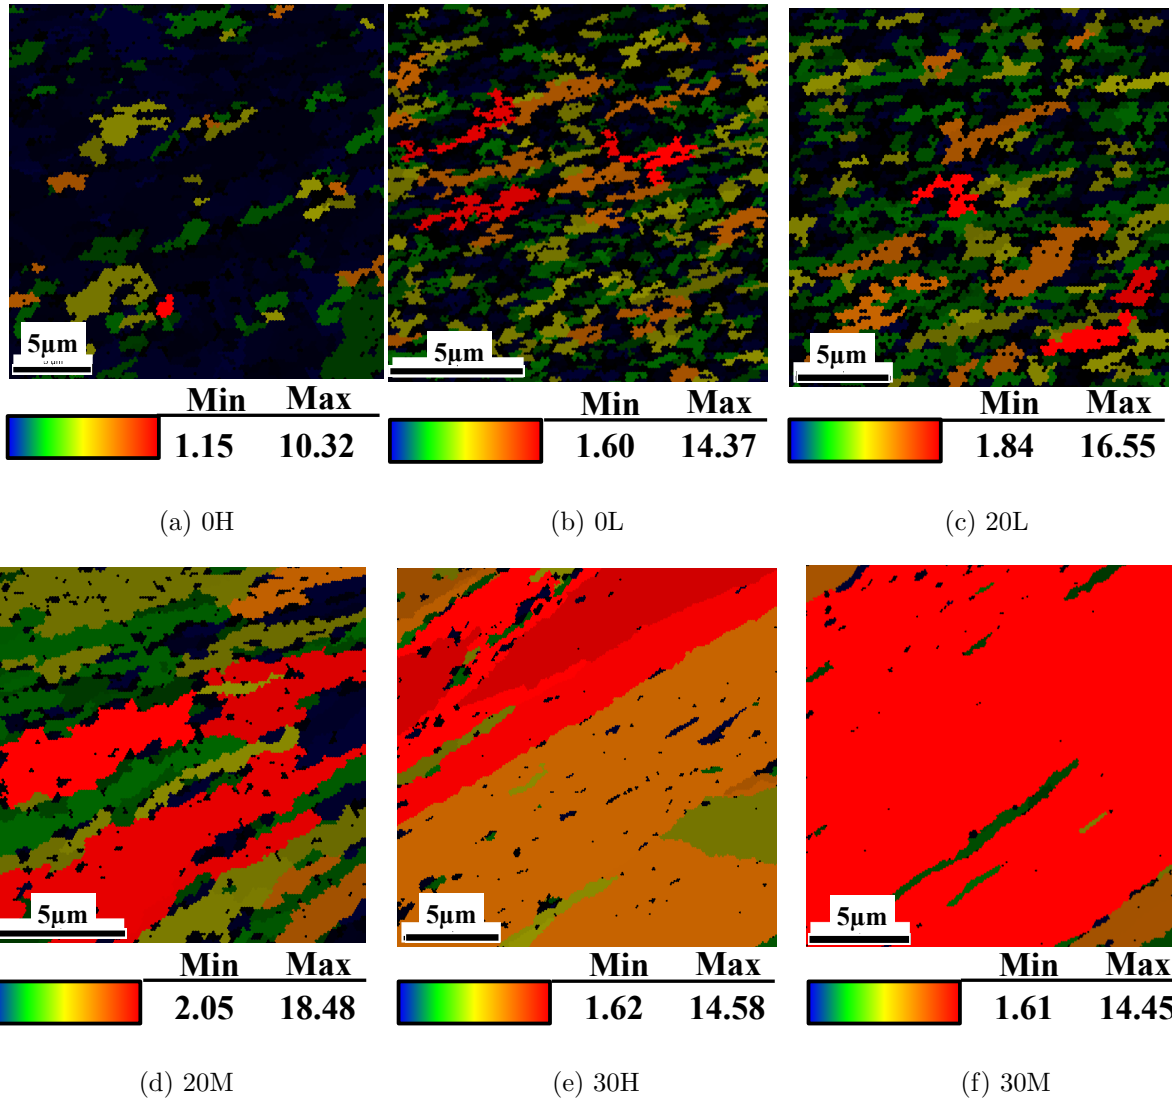 5μm 5μm 5μm
Min Max Min Max Min Max
1.15 10.32 1.60 14.37 1.84 16.55
(a) 0H (b) 0L (c) 20L
5μm 5μm 5μm
Min Max Min Max Min Max
2.05 18.48 1.62 14.58 1.61 14.45
(d) 20M (e) 30H (f) 30M